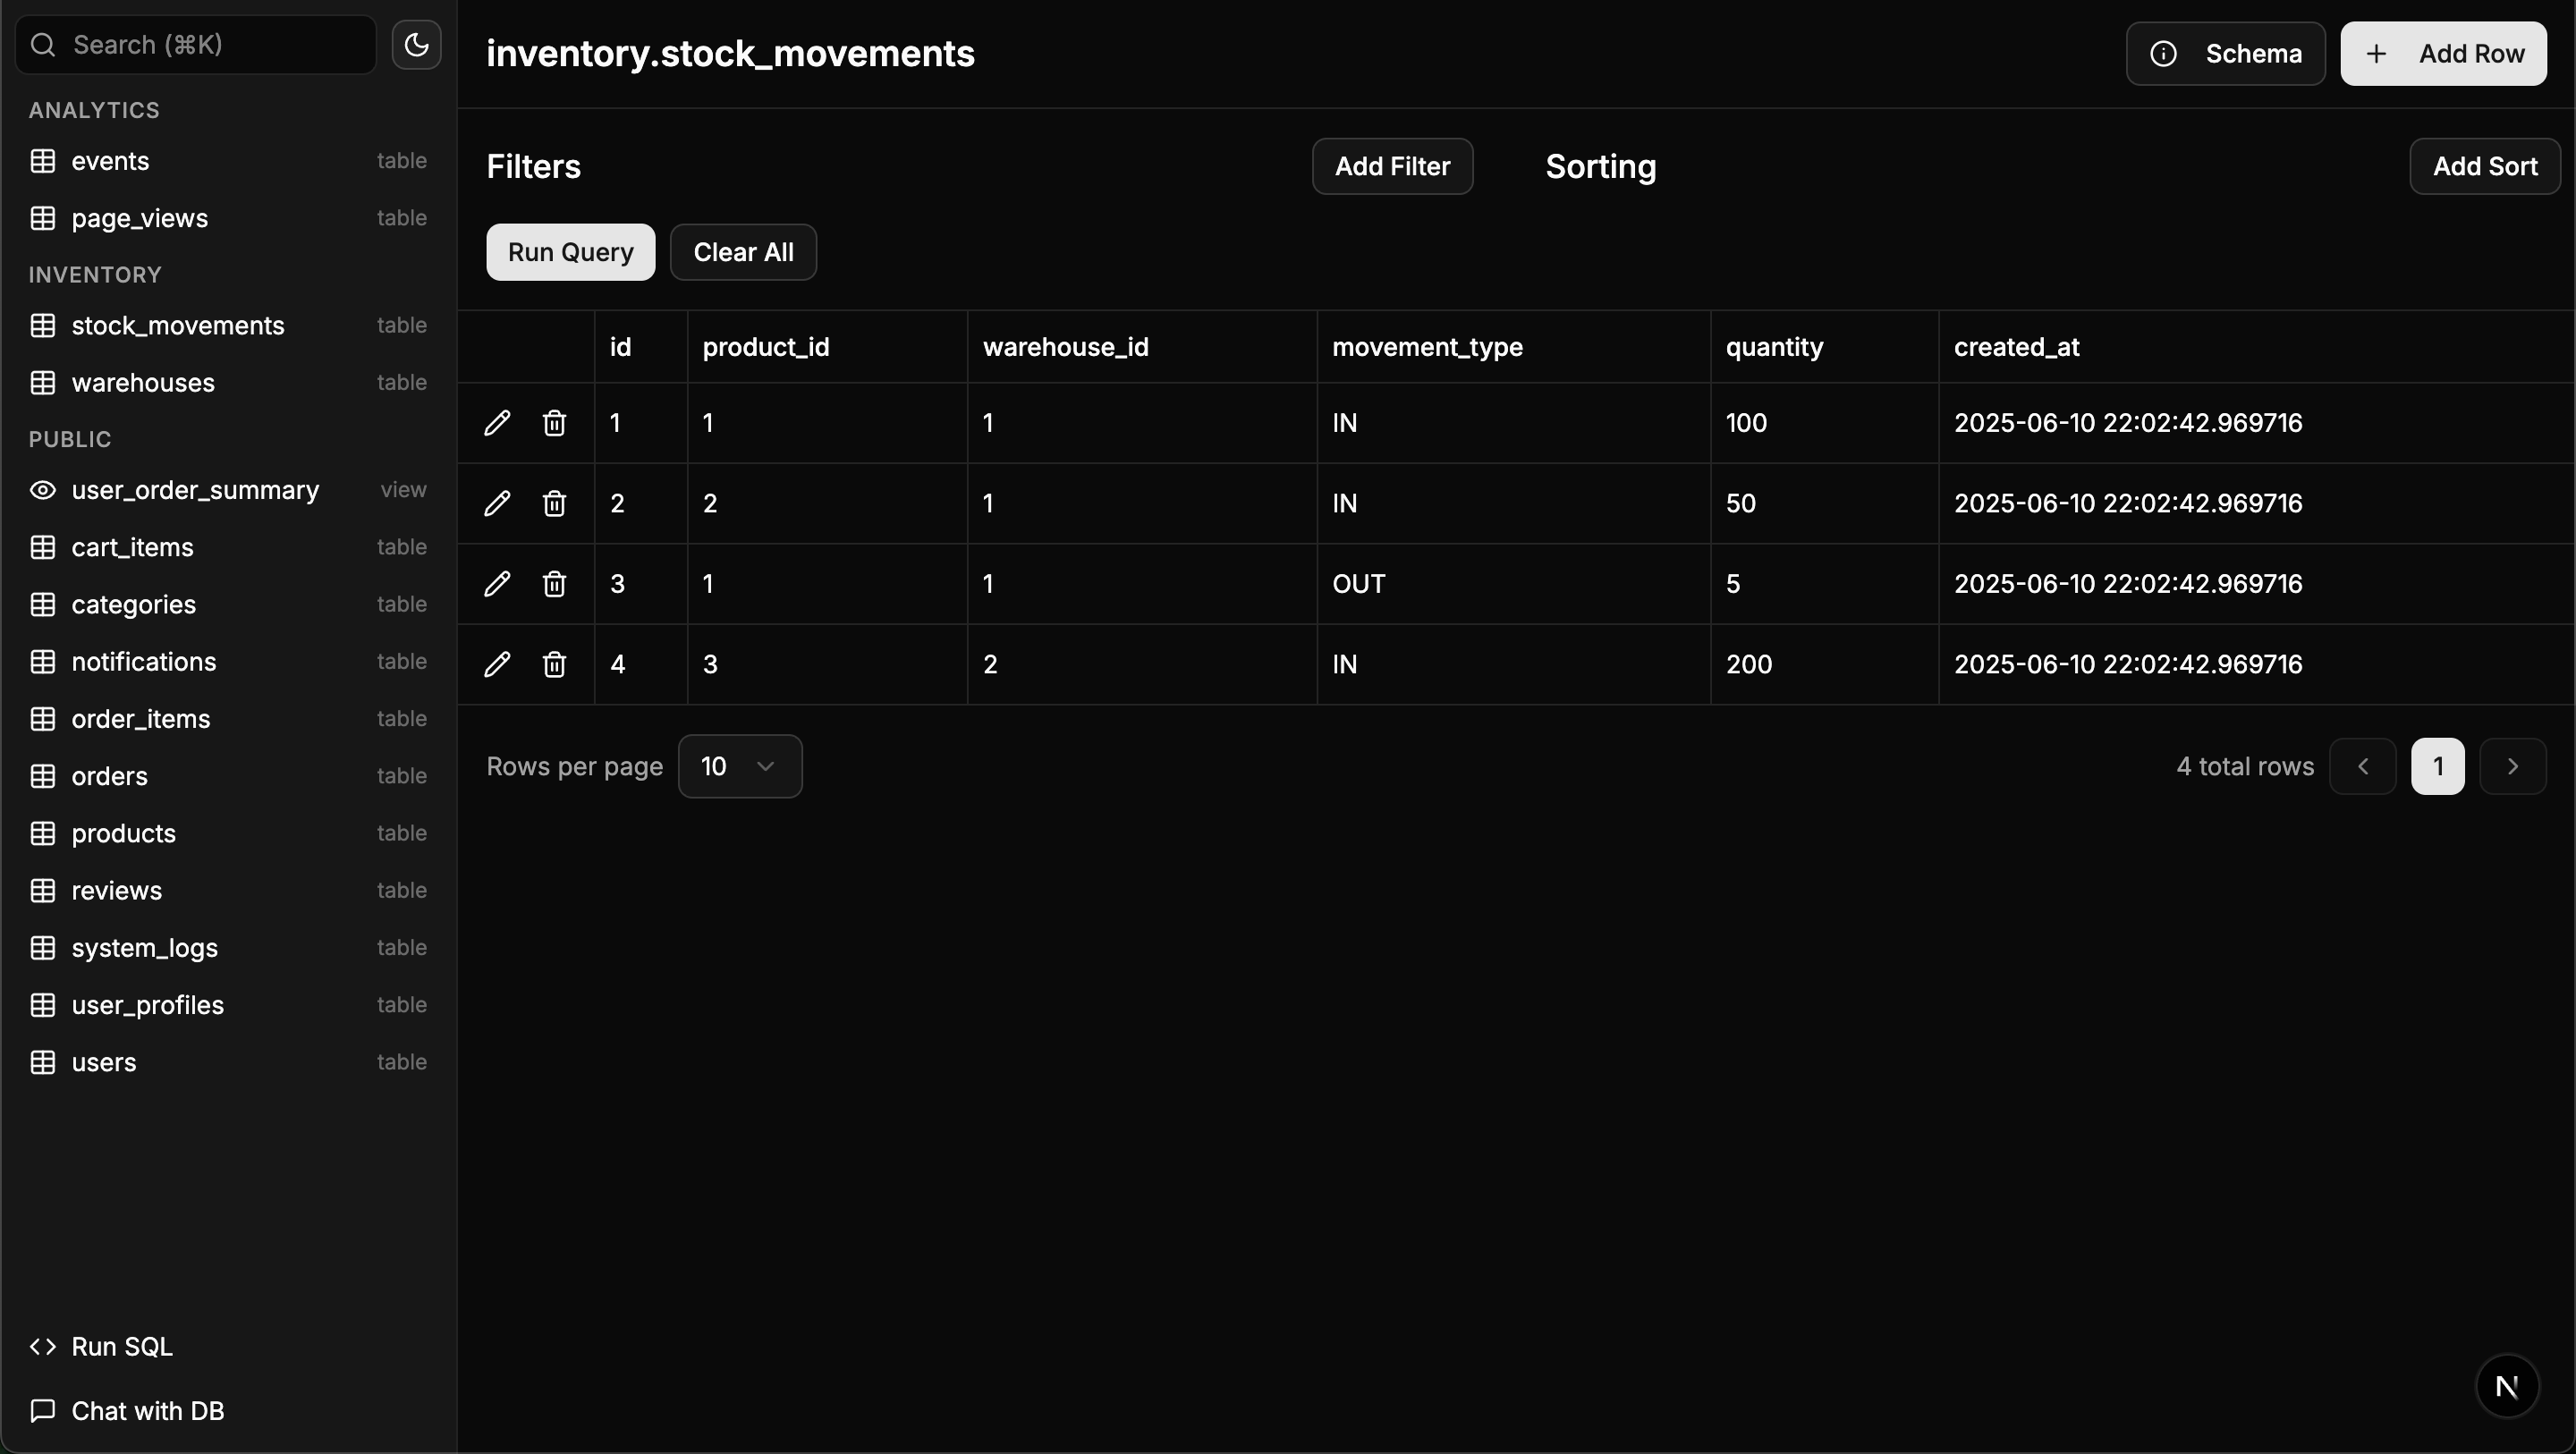 Search (⌘K)
ANALYTICS
events table
page_views table
INVENTORY
stock_movements table
warehouses table
PUBLIC
user_order_summary view
cart_items table
categories table
notifications table
order_items table
orders table
products table
reviews table
system_logs table
user_profiles table
users table
Run SQL
Chat with DB
inventory.stock_movements
Schema
Add Row
Filters
Add Filter
Sorting
Add Sort
Run Query
Clear All
id product_id warehouse_id movement_type quantity created_at
1 1 1 IN 100 2025-06-10 22:02:42.969716
2 2 1 IN 50 2025-06-10 22:02:42.969716
3 1 1 OUT 5 2025-06-10 22:02:42.969716
4 3 2 IN 200 2025-06-10 22:02:42.969716
Rows per page 10
4 total rows 1
N